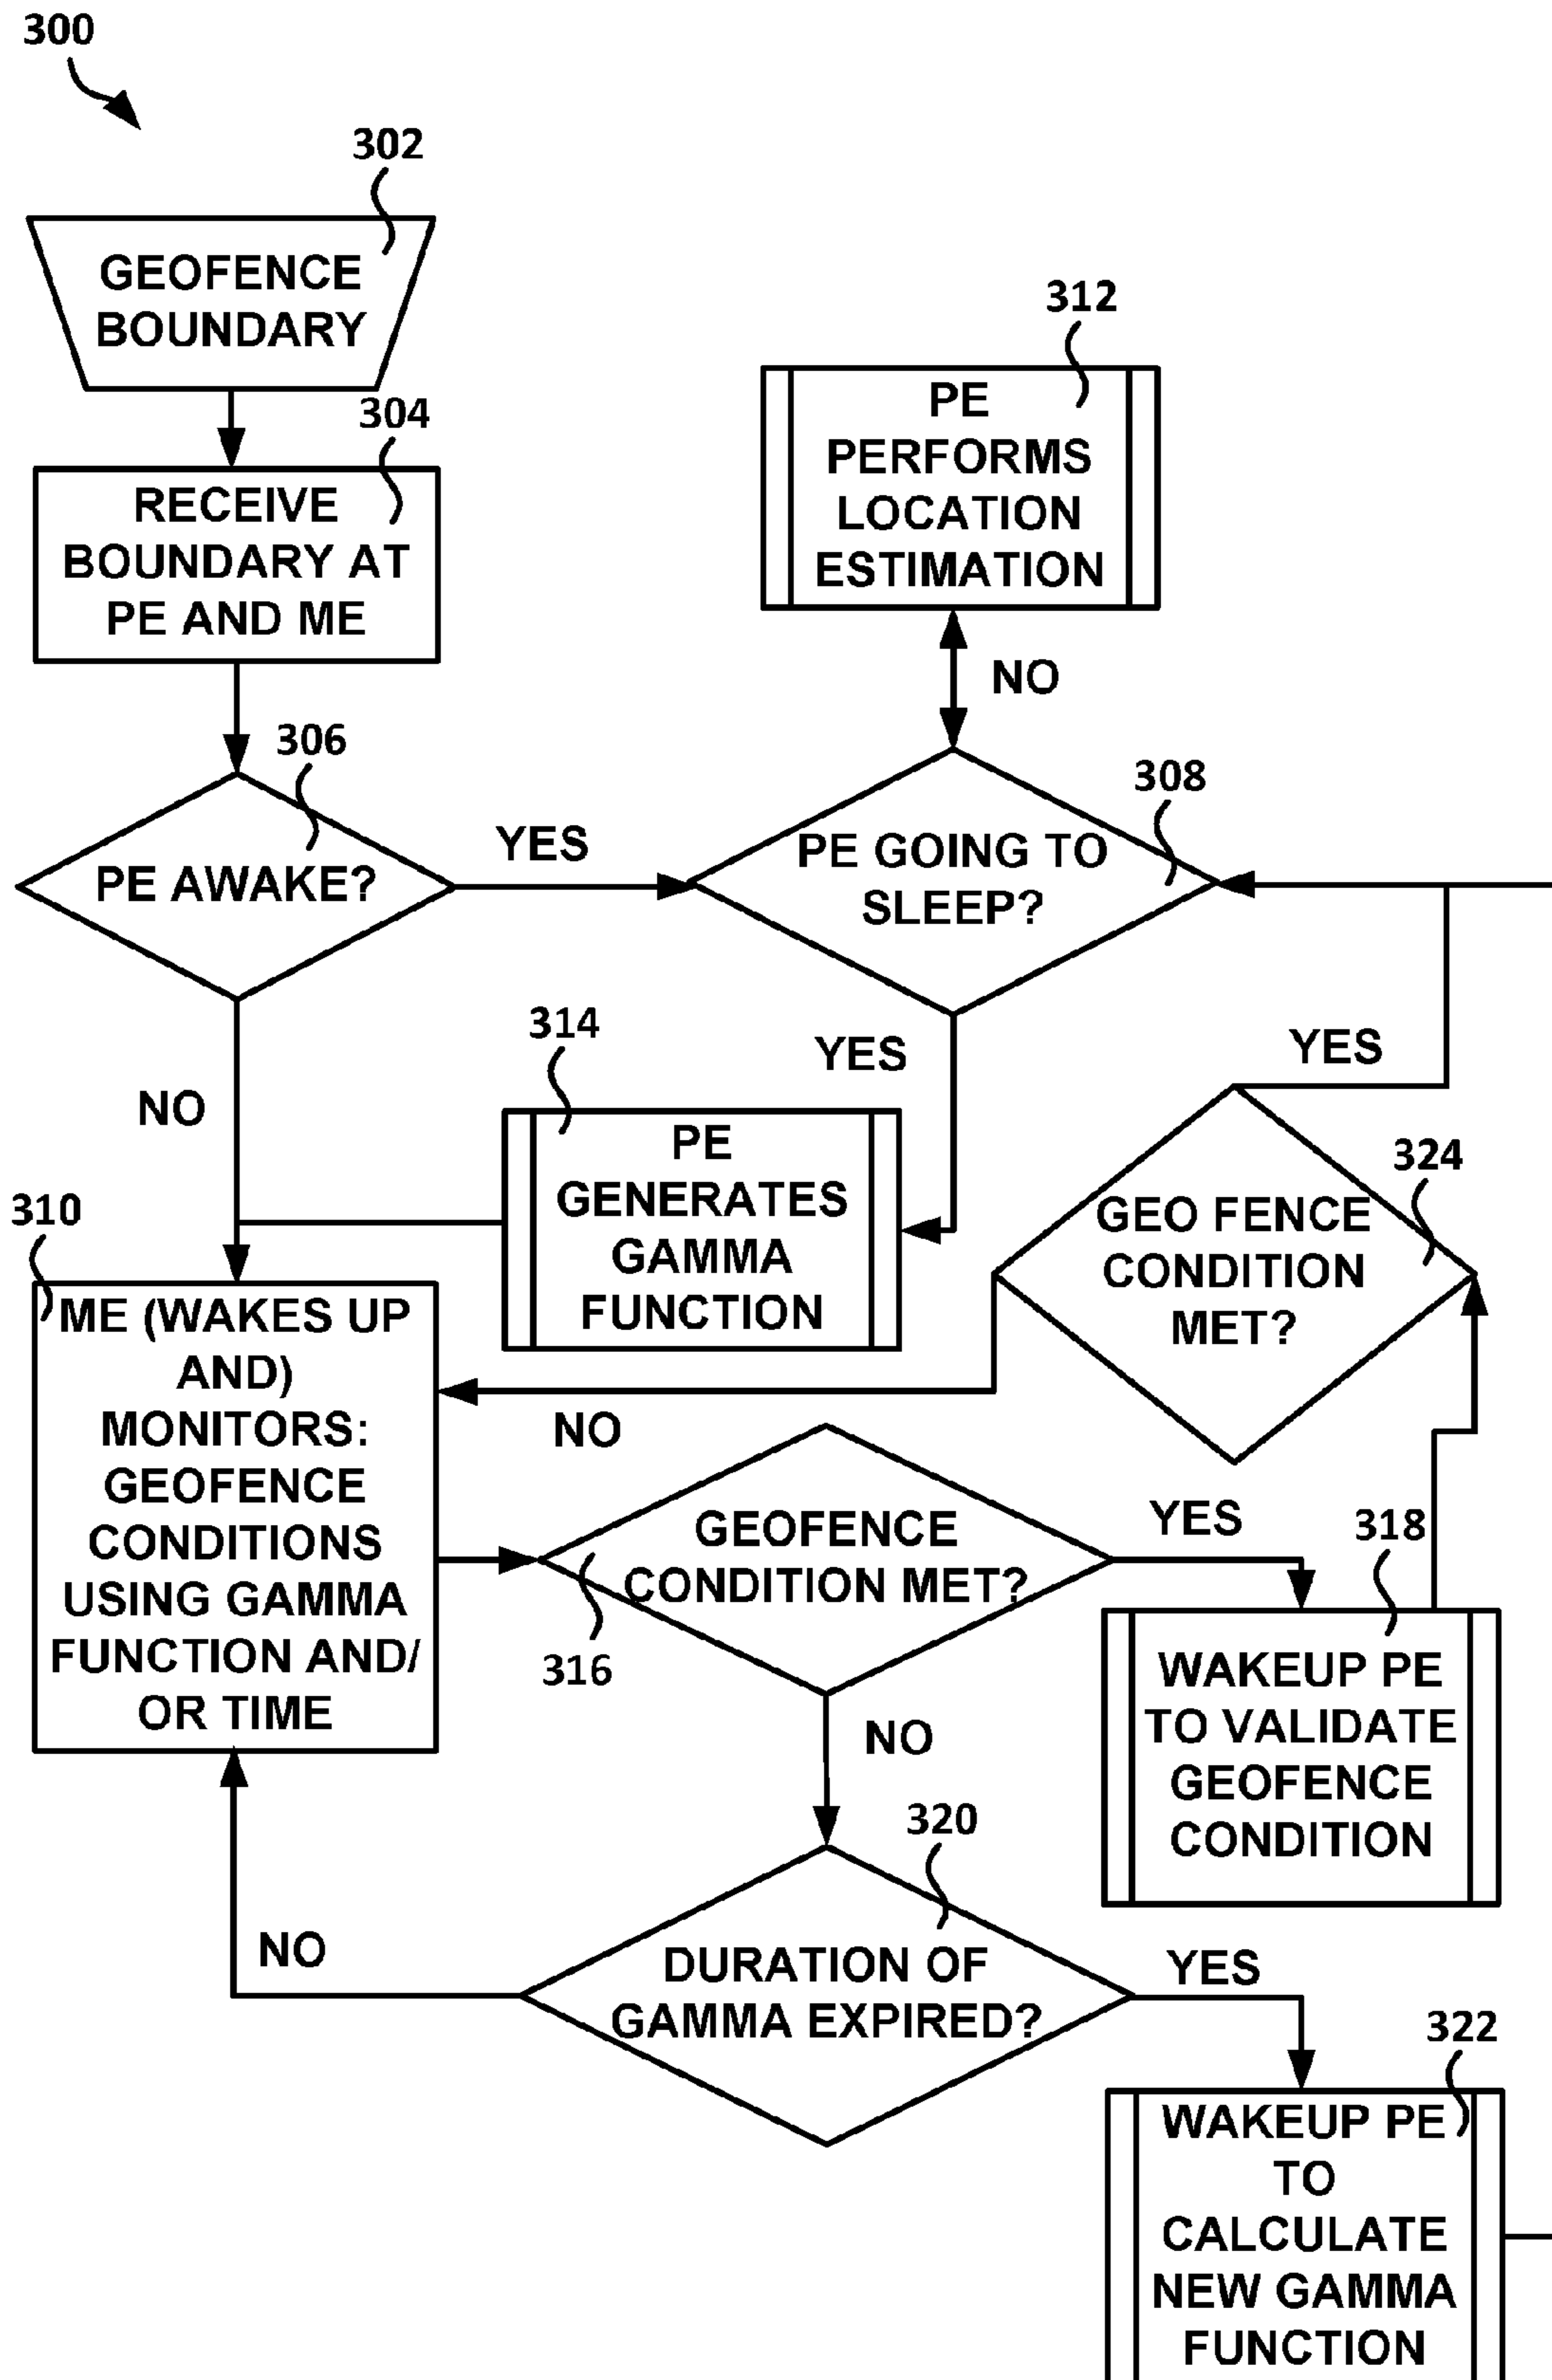 300
302
GEOFENCE
BOUNDARY
304
RECEIVE
BOUNDARY AT
PE AND ME
306
PE AWAKE?
YES
NO
312
PE
PERFORMS
LOCATION
ESTIMATION
NO
308
PE GOING TO
SLEEP?
YES
314
PE
GENERATES
GAMMA
FUNCTION
YES
324
GEO FENCE
CONDITION
MET?
NO
310
ME (WAKES UP
AND)
MONITORS:
GEOFENCE
CONDITIONS
USING GAMMA
FUNCTION AND/
OR TIME
316
GEOFENCE
CONDITION MET?
YES
NO
318
WAKEUP PE
TO VALIDATE
GEOFENCE
CONDITION
320
DURATION OF
GAMMA EXPIRED?
NO
YES
322
WAKEUP PE
TO
CALCULATE
NEW GAMMA
FUNCTION